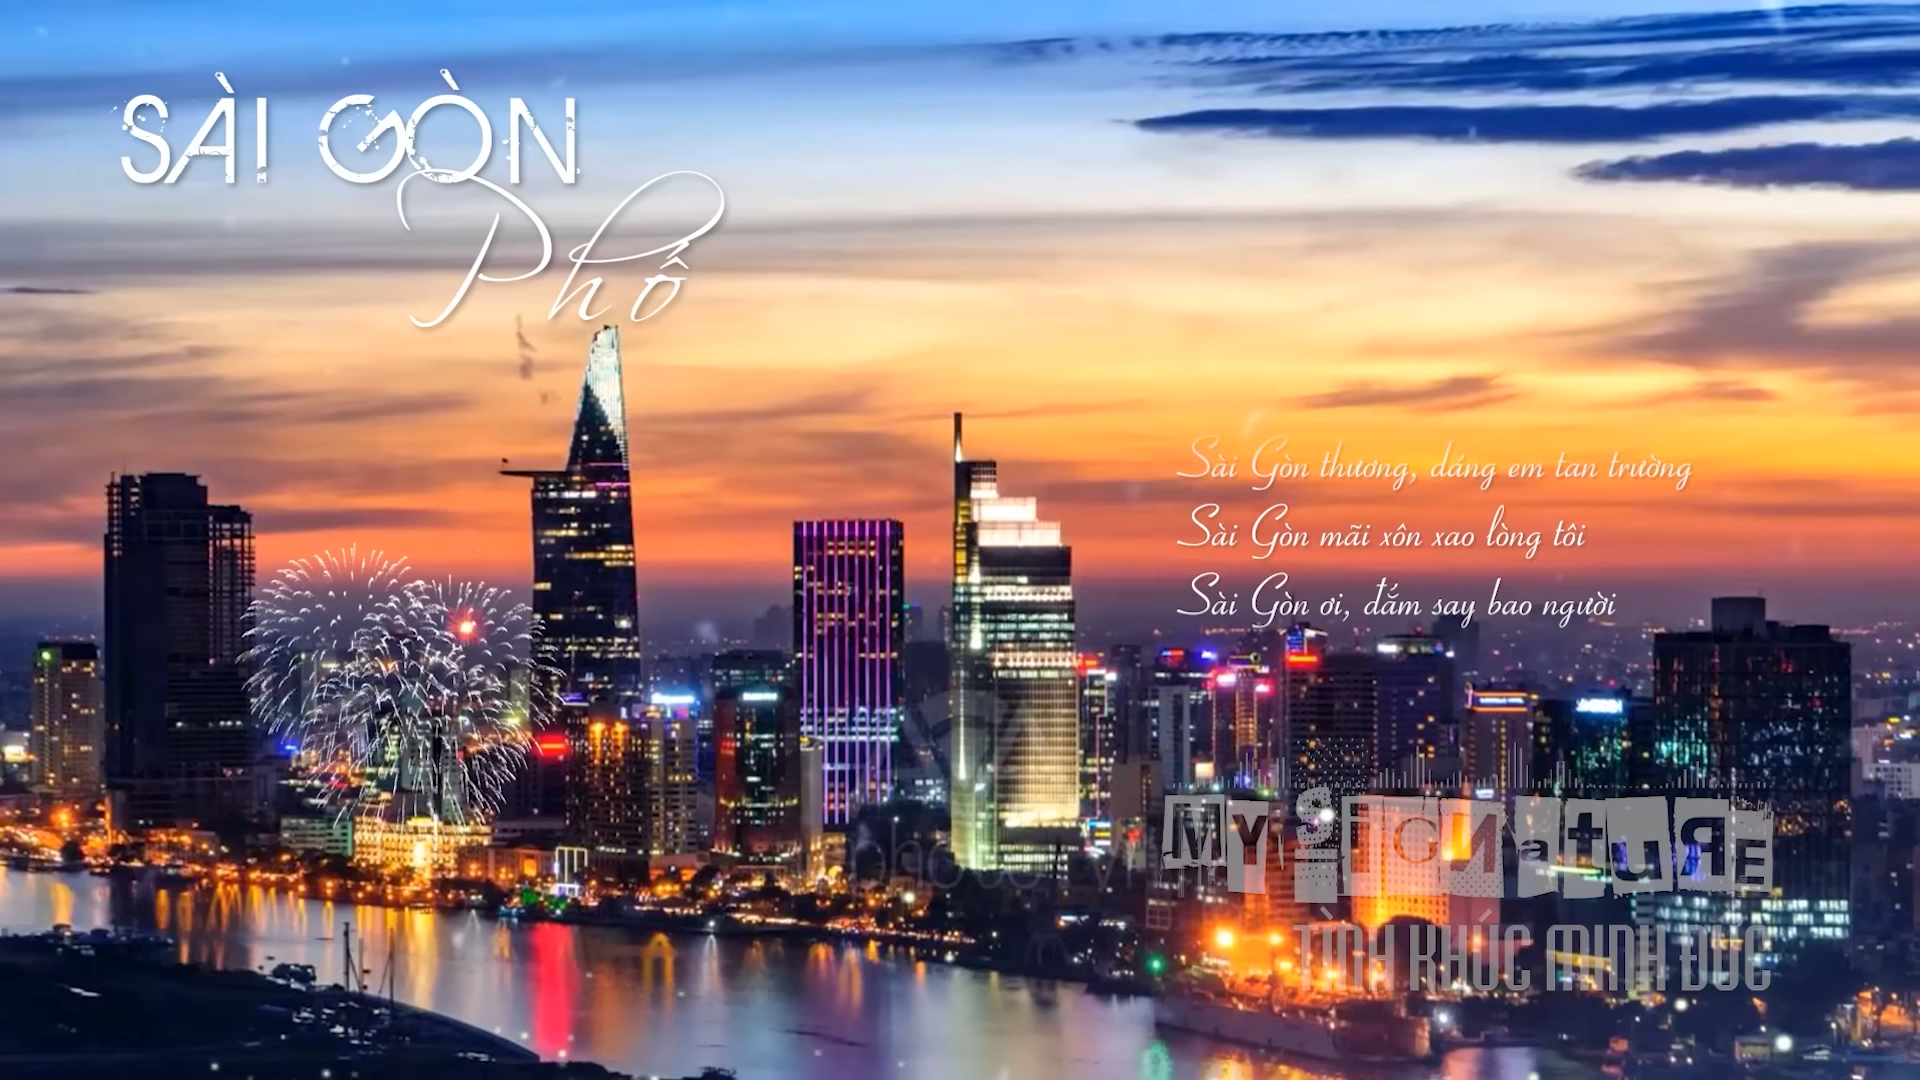 SÀI GÒN
Phố
Sài Gòn thương, dáng em tan trường
Sài Gòn mãi xôn xao lòng tôi
Sài Gòn ơi, đắm say bao người
MY SiGNatuRE
TÌNH KHÚC MINH ĐỨC